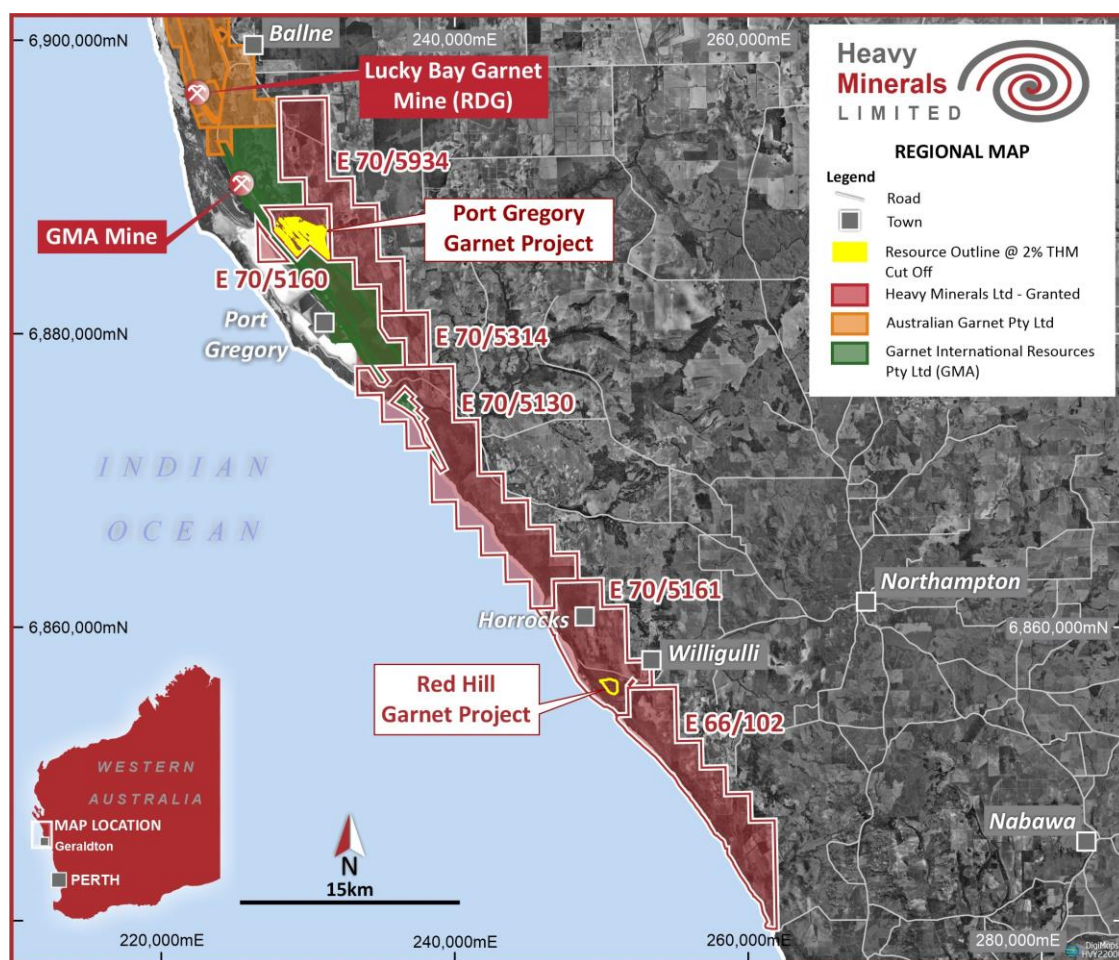 6,900,000mN
Ballne
240,000mE
260,000mE
Lucky Bay Garnet
Mine (RDG)
E 70/5934
GMA Mine
Port Gregory
Garnet Project
E 70/5160
Port
Gregory
6,880,000mN
E 70/5314
E 70/5130
INDIAN
OCEAN
Heavy
Minerals
LIMITED
REGIONAL MAP
Legend
Road
Town
Resource Outline @ 2% THM
Cut Off
Heavy Minerals Ltd - Granted
Australian Garnet Pty Ltd
Garnet International Resources
Pty Ltd (GMA)
E 70/5161
Northampton
Horrocks
6,860,000mN
6,860,000mN
Willigulli
Red Hill
Garnet Project
E 66/102
WESTERN
AUSTRALIA
MAP LOCATION
Geraldton
PERTH
N
15km
Nabawa
220,000mE
240,000mE
260,000mE
280,000mE
DigiMaps